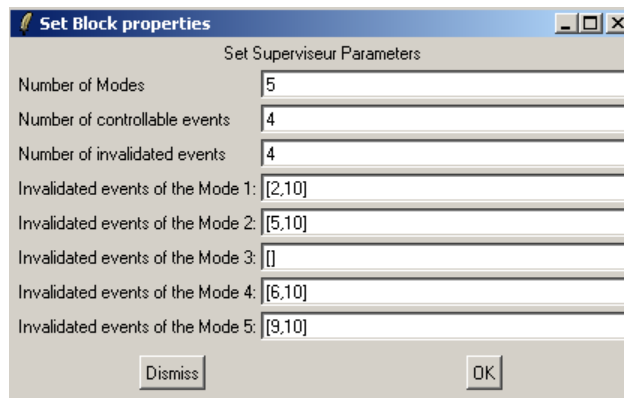 Set Block properties
Set Superviseur Parameters
Number of Modes 5
Number of controllable events 4
Number of invalidated events 4
Invalidated events of the Mode 1: [2,10]
Invalidated events of the Mode 2: [5,10]
Invalidated events of the Mode 3: []
Invalidated events of the Mode 4: [6,10]
Invalidated events of the Mode 5: [9,10]
Dismiss OK